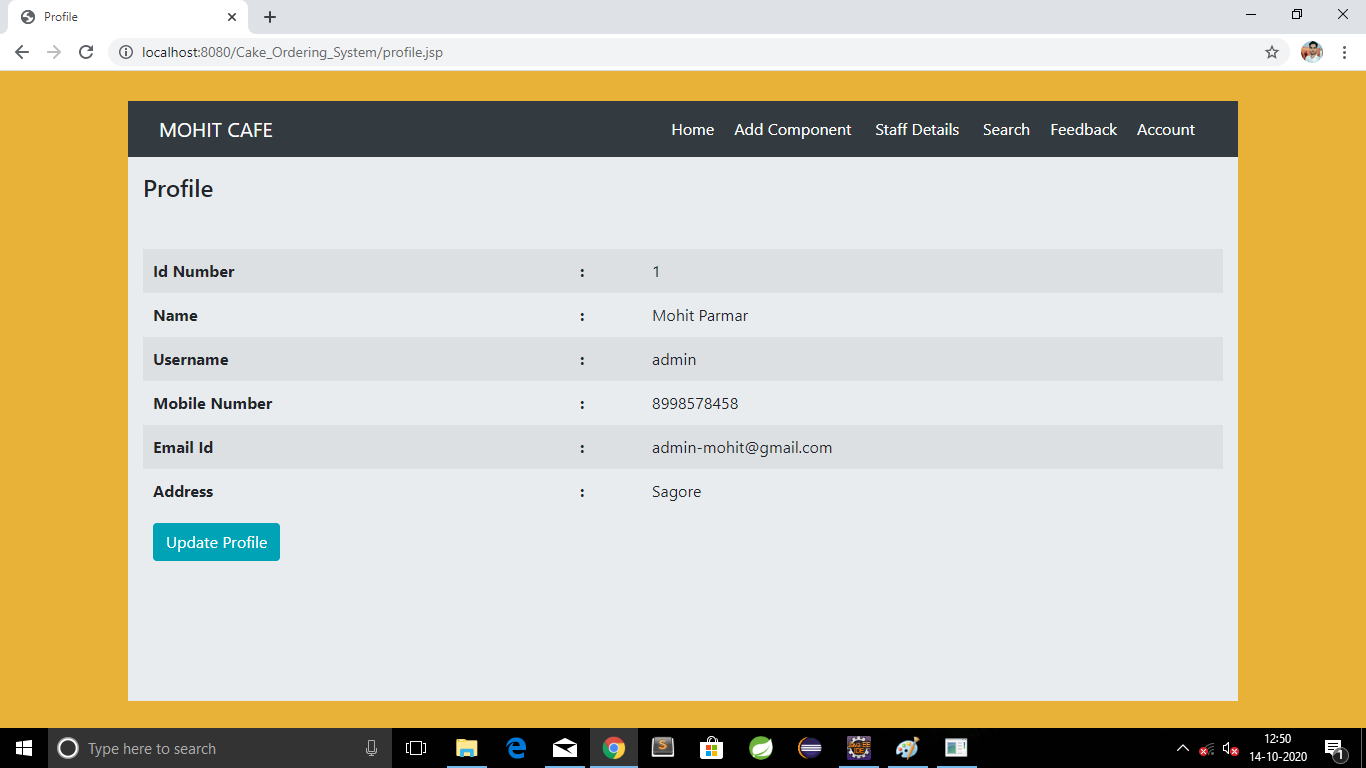 Profile
localhost:8080/Cake_Ordering_System/profile.jsp
MOHIT CAFE Home Add Component Staff Details Search Feedback Account
Profile
Id Number : 1
Name : Mohit Parmar
Username : admin
Mobile Number : 8998578458
Email Id : admin-mohit@gmail.com
Address : Sagore
Update Profile
Type here to search
12:50
14-10-2020
1